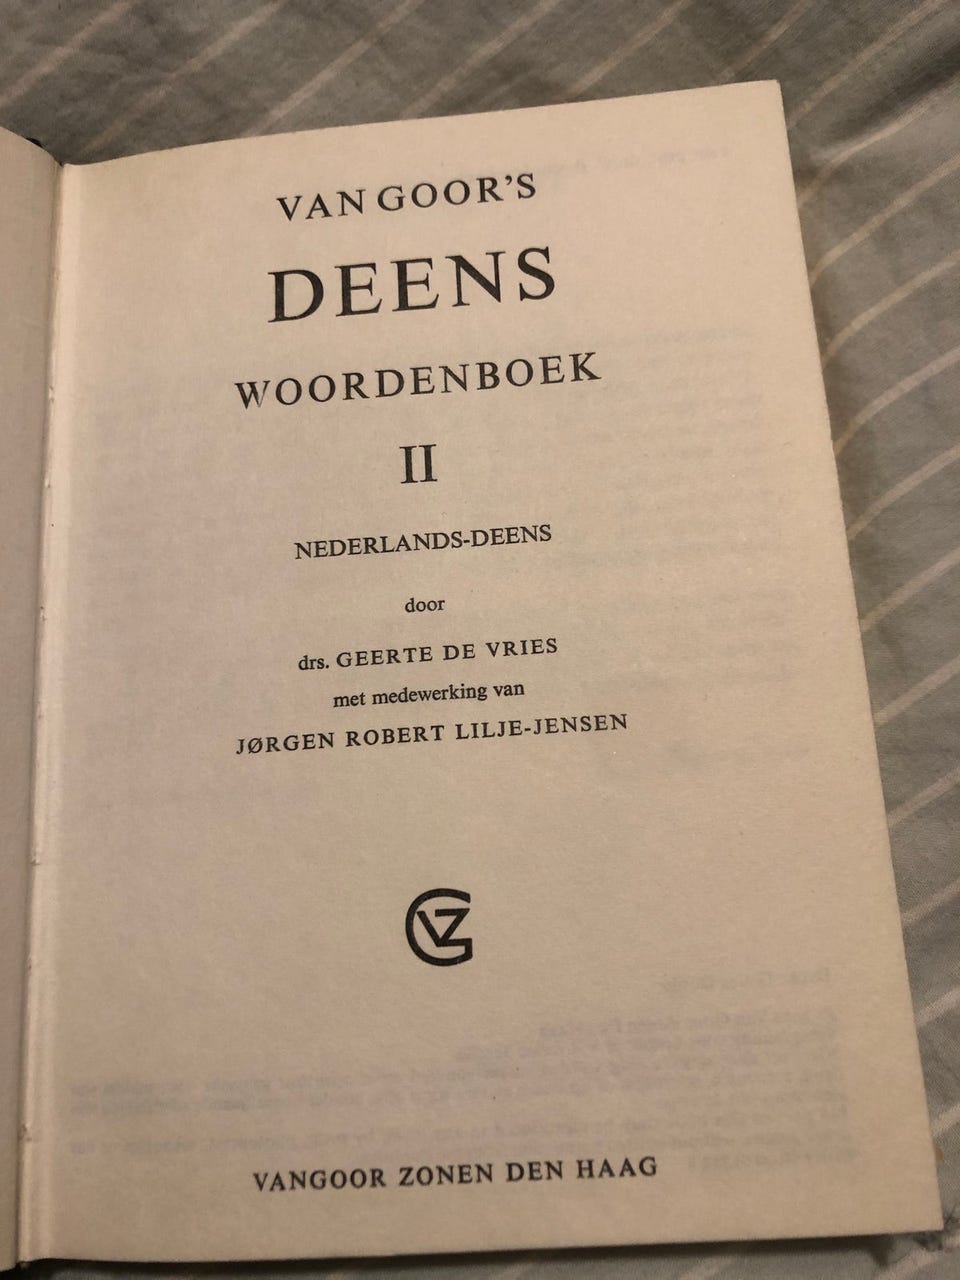 VAN GOOR'S
DEENS
WOORDENBOEK
II
NEDERLANDS-DEENS
door
drs. GEERTE DE VRIES
met medewerking van
JØRGEN ROBERT LILJE-JENSEN
GVZ
VANGOOR ZONEN DEN HAAG